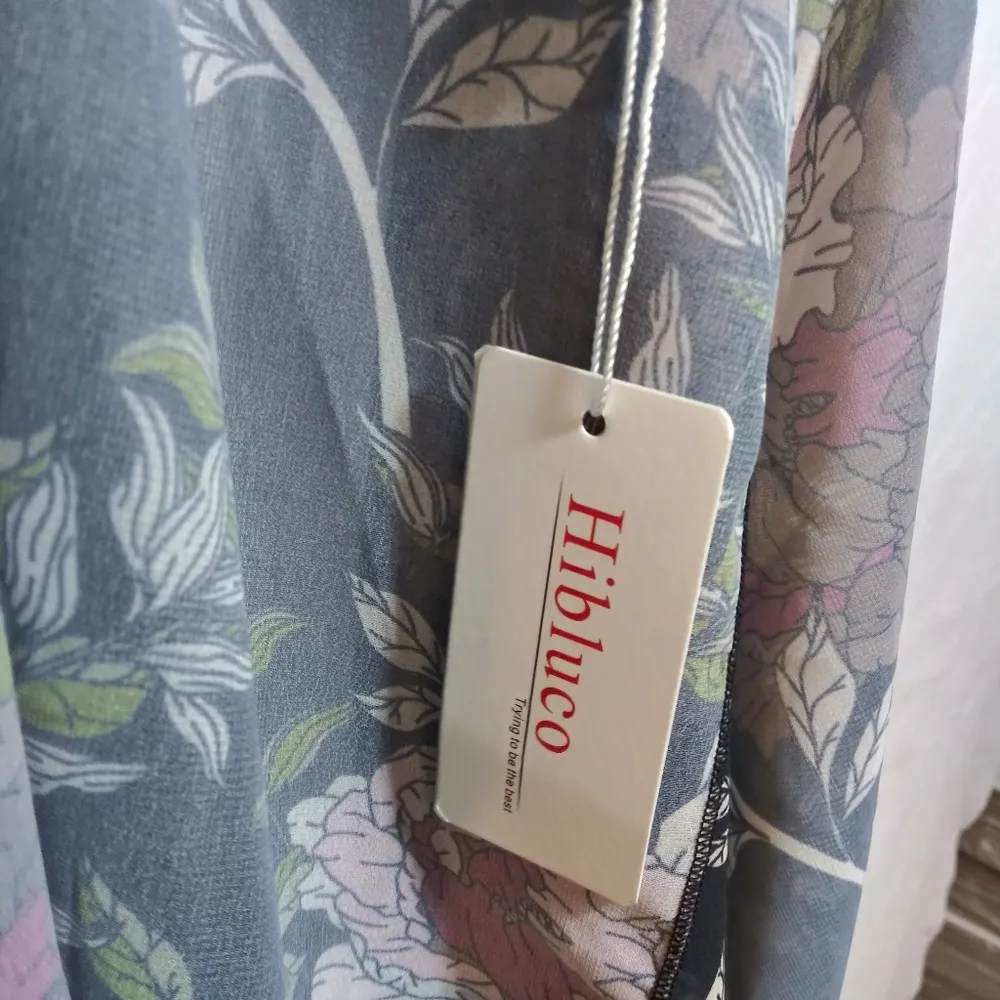 Hibluco
Trying to be the best